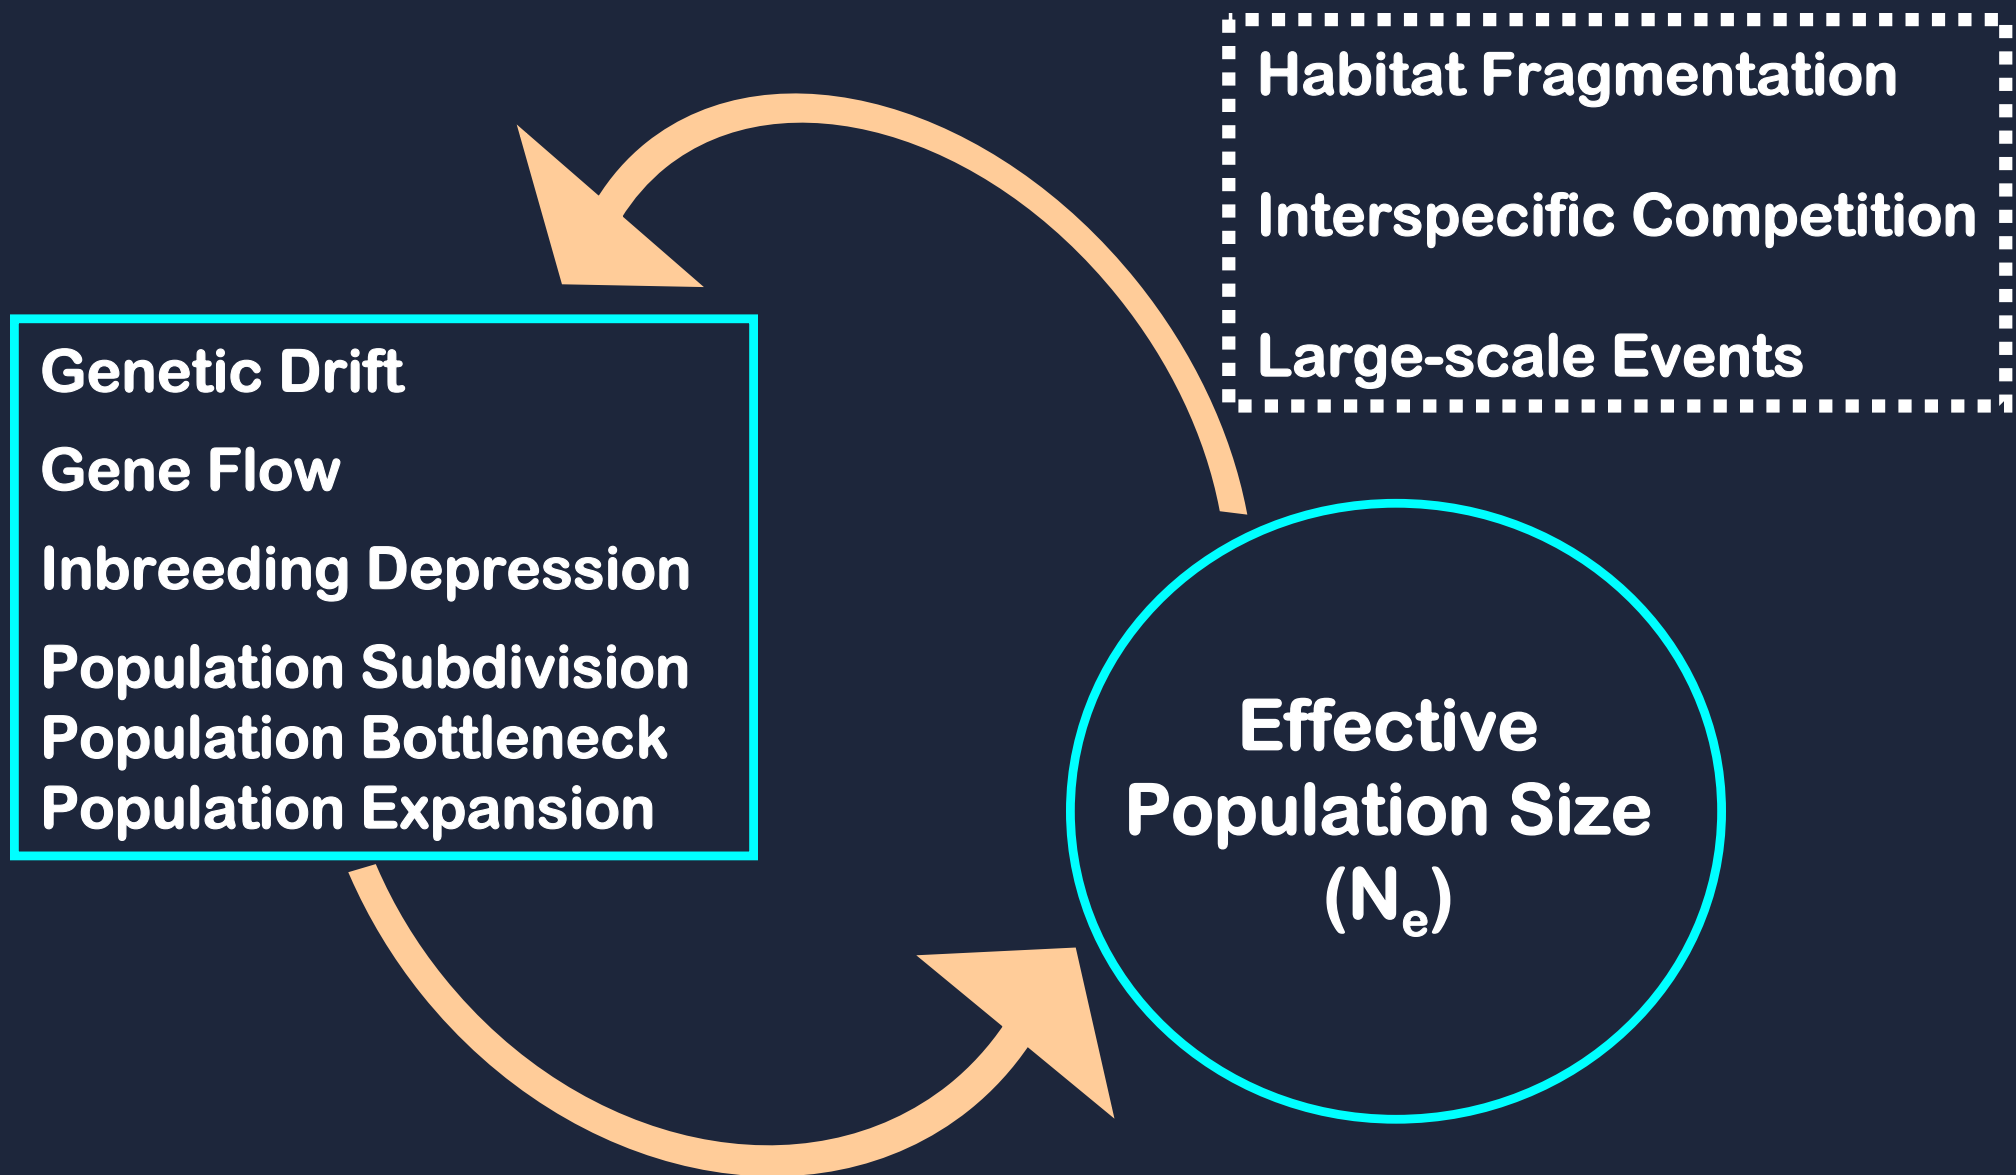 Habitat Fragmentation
Interspecific Competition
Large-scale Events
Genetic Drift
Gene Flow
Inbreeding Depression
Population Subdivision
Population Bottleneck
Population Expansion
Effective
Population Size
(Ne)